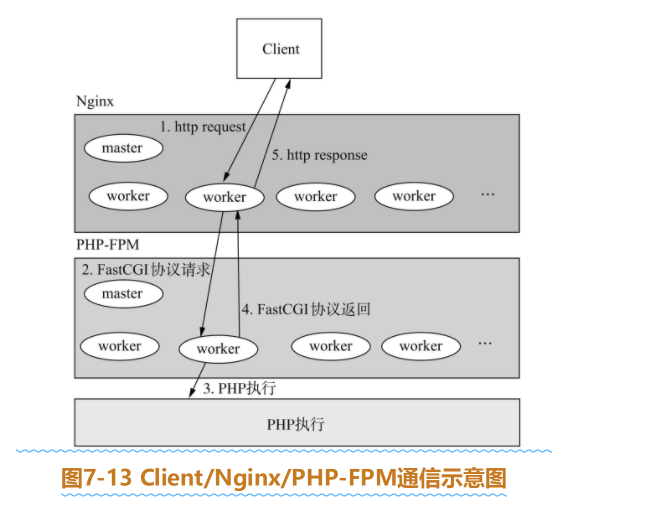 Client
Nginx
1. http request
master
5. http response
worker
worker
worker
worker
...
PHP-FPM
2. FastCGI协议请求
master
4. FastCGI协议返回
worker
worker
worker
worker
...
3. PHP执行
PHP执行
图7-13 Client/Nginx/PHP-FPM通信示意图